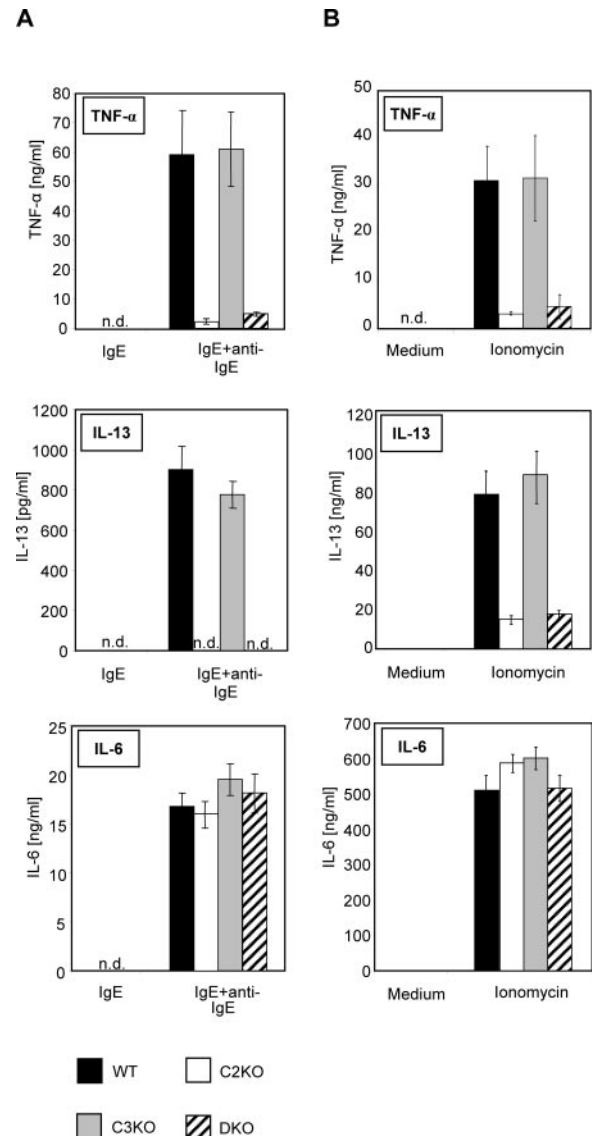 A
TNF-α
TNF-α [ng/ml]
80
70
60
50
40
30
20
10
0
n.d.
IgE
IgE+anti-
IgE
IL-13
IL-13 [pg/ml]
1200
1000
800
600
400
200
0
n.d.
n.d.
n.d.
IgE
IgE+anti-
IgE
IL-6
IL-6 [ng/ml]
25
20
15
10
5
0
n.d.
IgE
IgE+anti-
IgE
B
TNF-α
TNF-α [ng/ml]
50
40
30
20
10
0
n.d.
Medium
Ionomycin
IL-13
IL-13 [ng/ml]
120
100
80
60
40
20
0
Medium
Ionomycin
IL-6
IL-6 [ng/ml]
700
600
500
400
300
200
100
0
Medium
Ionomycin
WT
C2KO
C3KO
DKO